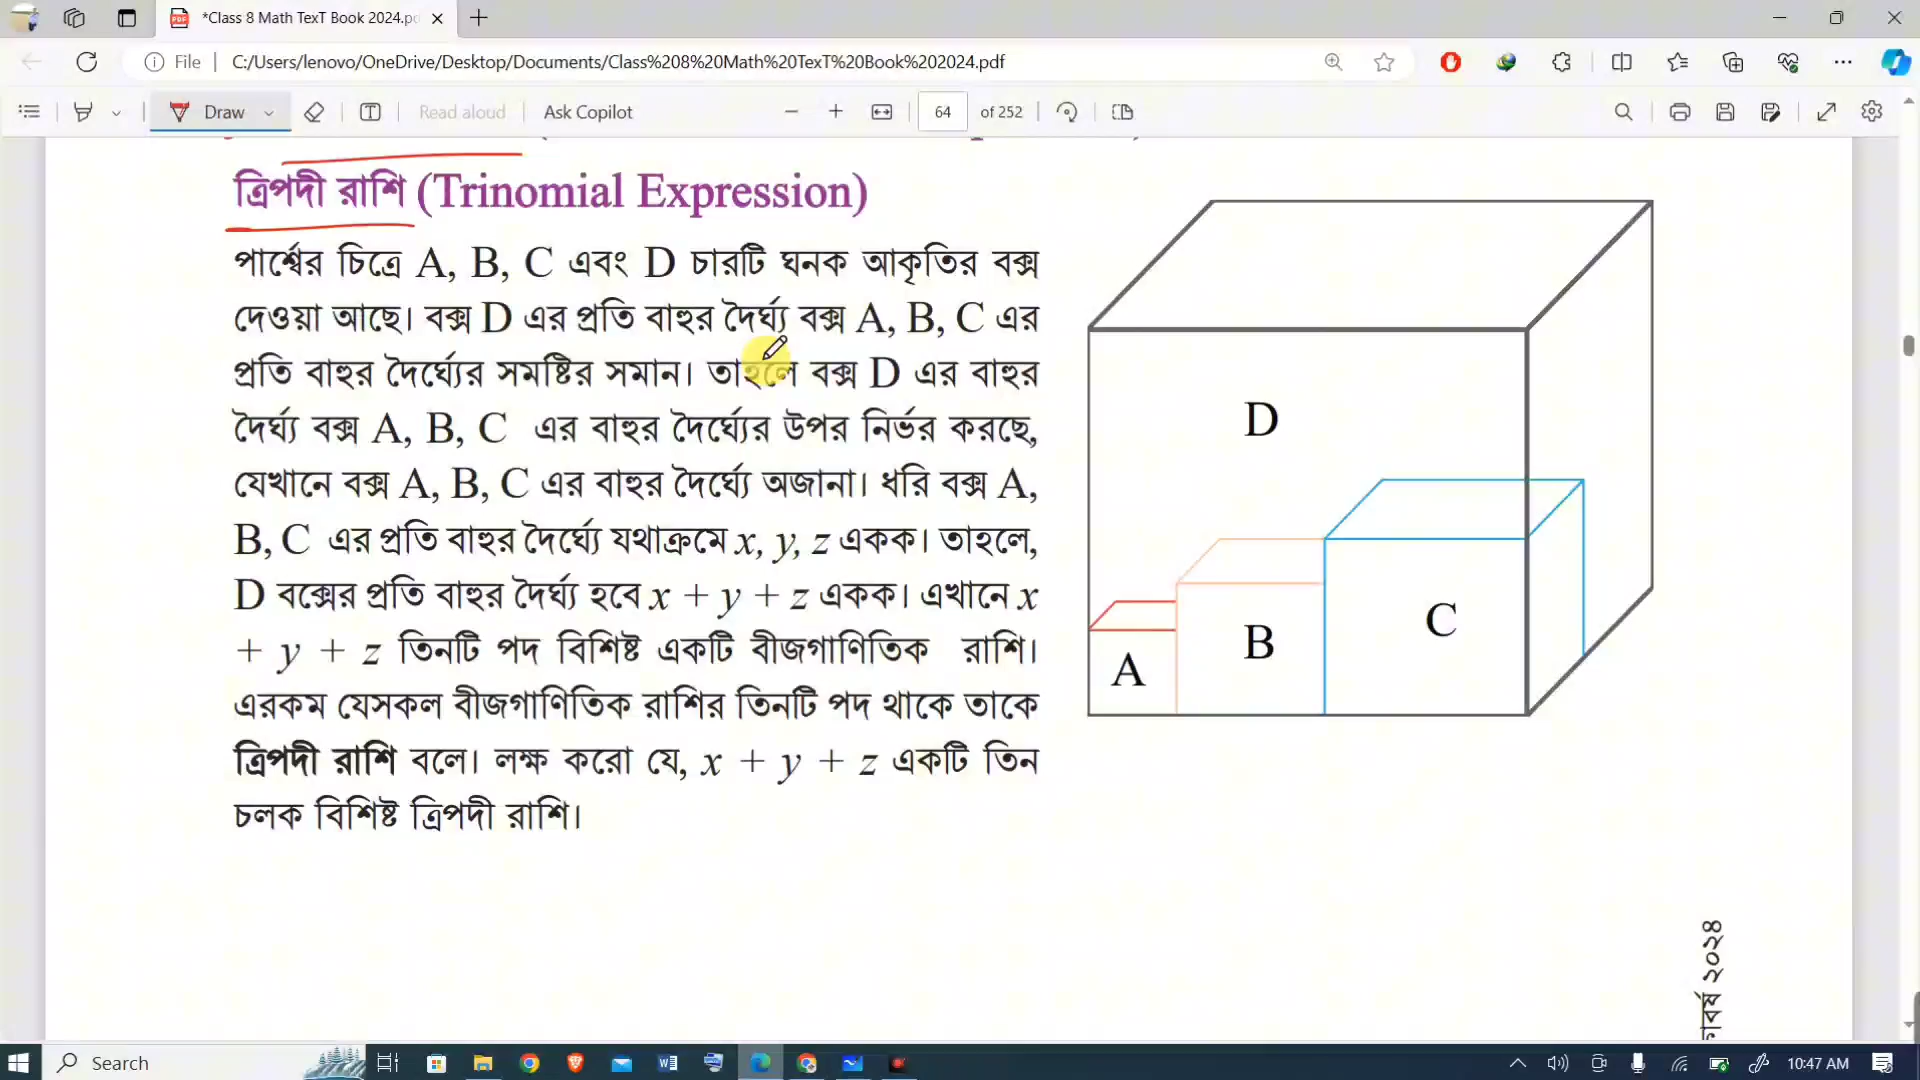 *Class 8 Math TexT Book 2024.pd
File
C:/Users/lenovo/OneDrive/Desktop/Documents/Class%208%20Math%20TexT%20Book%202024.pdf
Draw
Read aloud
Ask Copilot
64
of 252
ত্রিপদী রাশি (Trinomial Expression)
পার্শ্বের চিত্রে A, B, C এবং D চারটি ঘনক আকৃতির বক্স
দেওয়া আছে। বক্স D এর প্রতি বাহুর দৈর্ঘ্য বক্স A, B, C এর
প্রতি বাহুর দৈর্ঘ্যের সমষ্টির সমান। তাহলে বক্স D এর বাহুর
দৈর্ঘ্য বক্স A, B, C এর বাহুর দৈর্ঘ্যের উপর নির্ভর করছে,
যেখানে বক্স A, B, C এর বাহুর দৈর্ঘ্যে অজানা। ধরি বক্স A,
B, C এর প্রতি বাহুর দৈর্ঘ্যে যথাক্রমে x, y, z একক। তাহলে,
D বক্সের প্রতি বাহুর দৈর্ঘ্য হবে x + y + z একক। এখানে x
+ y + z তিনটি পদ বিশিষ্ট একটি বীজগাণিতিক রাশি।
এরকম যেসকল বীজগাণিতিক রাশির তিনটি পদ থাকে তাকে
ত্রিপদী রাশি বলে। লক্ষ করো যে, x + y + z একটি তিন
চলক বিশিষ্ট ত্রিপদী রাশি।
D
A
B
C
২০২৪
Search
10:47 AM